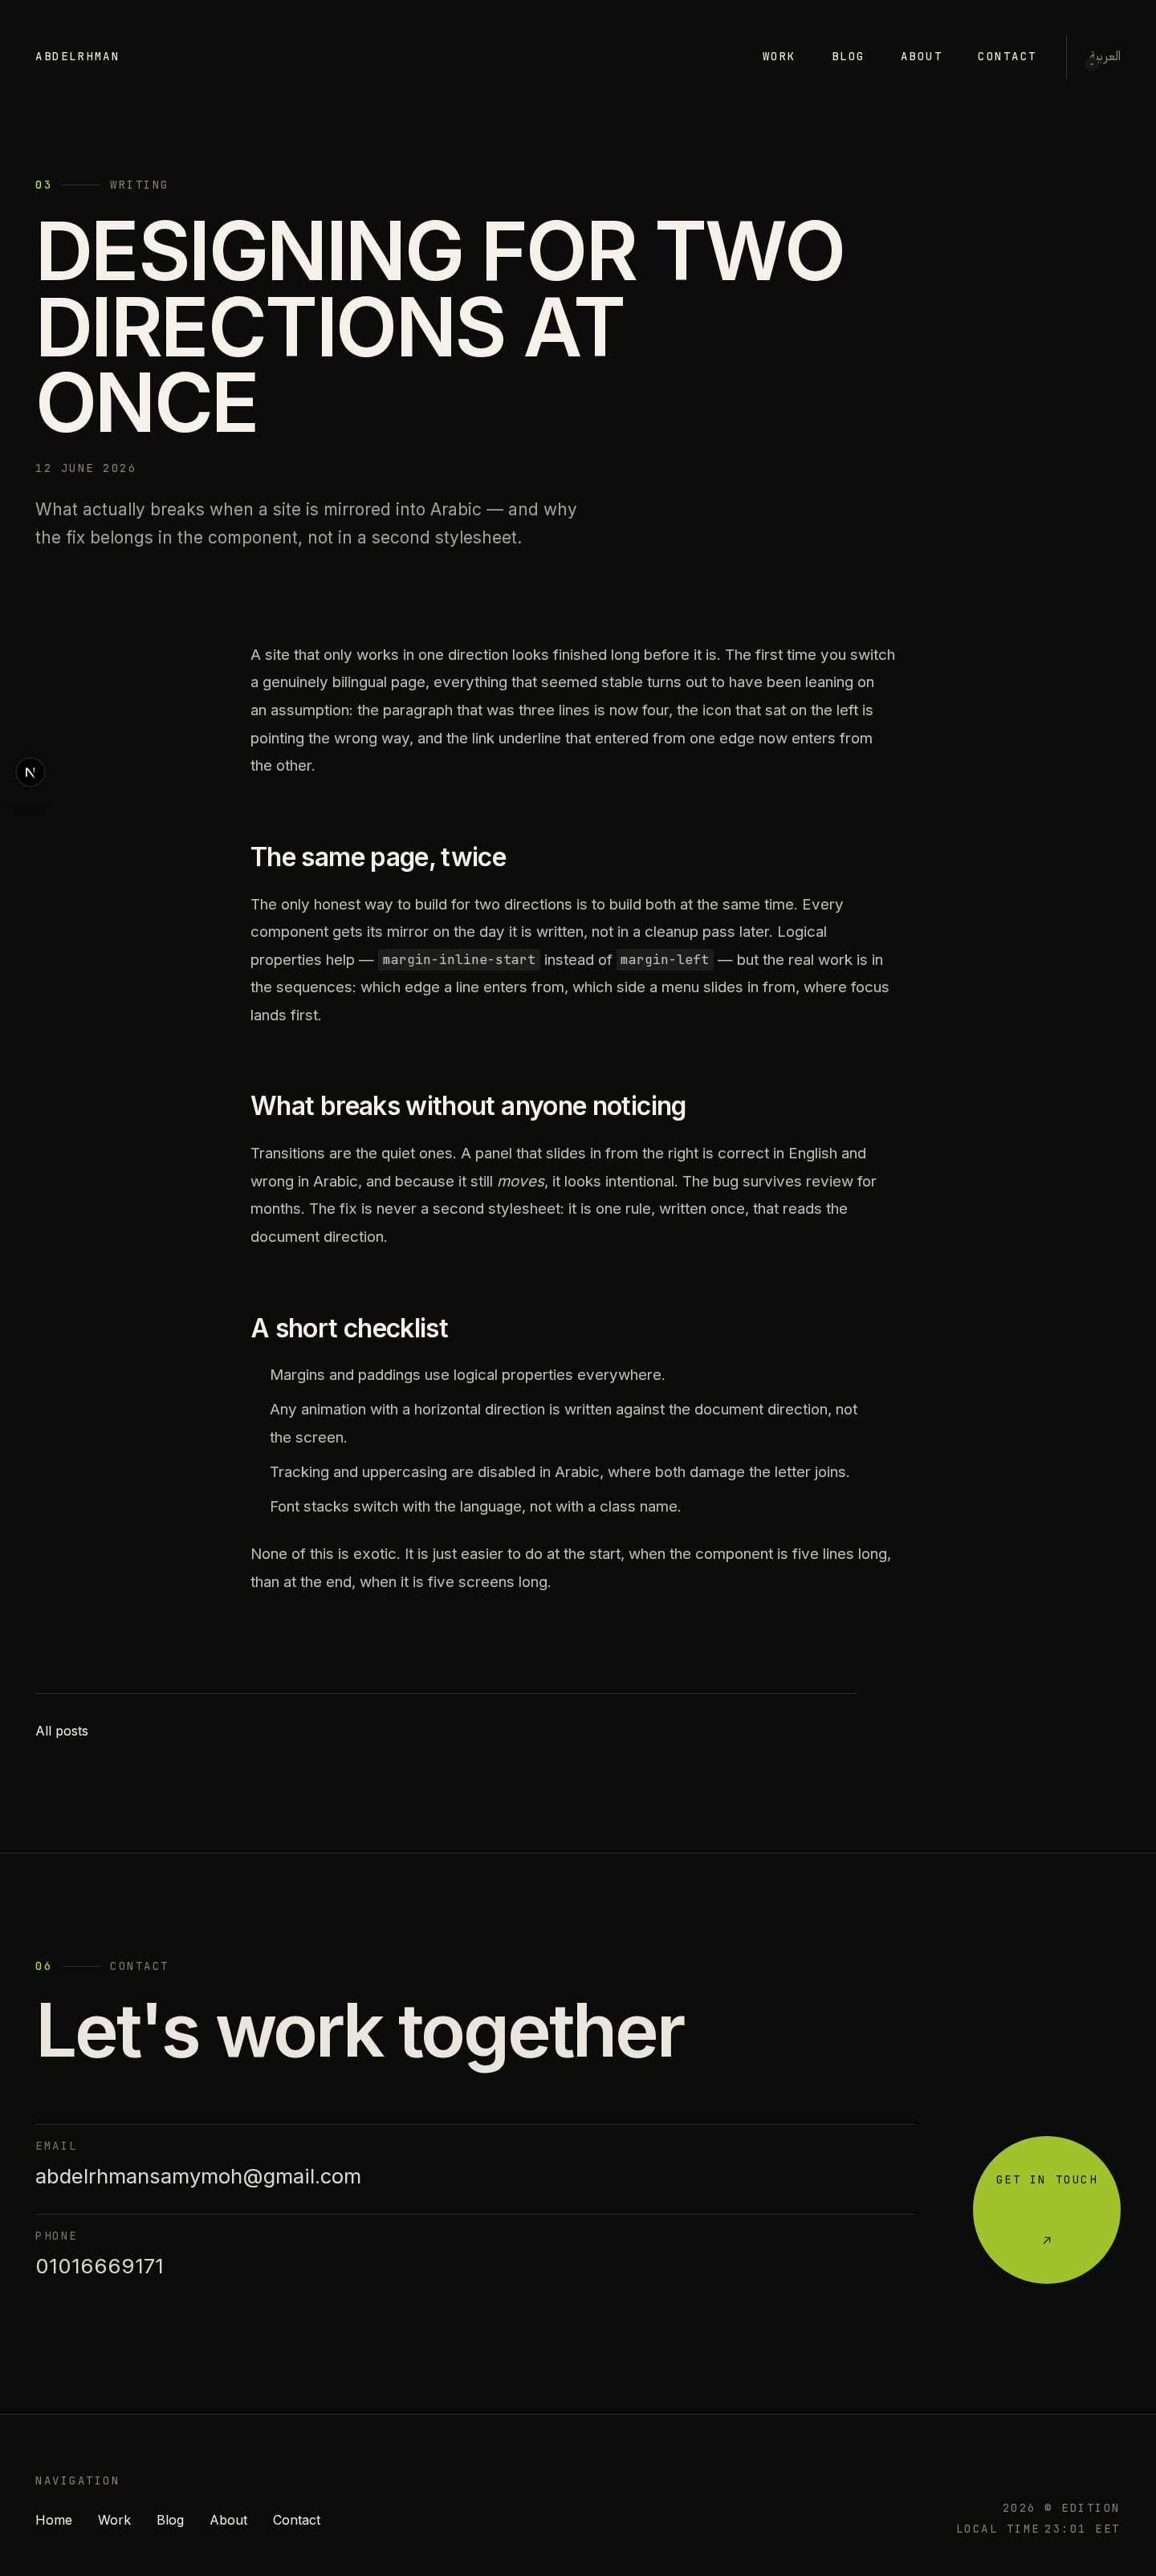 ABDELRHMAN
WORK BLOG ABOUT CONTACT العربية
03 WRITING
DESIGNING FOR TWO
DIRECTIONS AT
ONCE
12 JUNE 2026
What actually breaks when a site is mirrored into Arabic — and why
the fix belongs in the component, not in a second stylesheet.
A site that only works in one direction looks finished long before it is. The first time you switch
a genuinely bilingual page, everything that seemed stable turns out to have been leaning on
an assumption: the paragraph that was three lines is now four, the icon that sat on the left is
pointing the wrong way, and the link underline that entered from one edge now enters from
the other.
N
The same page, twice
The only honest way to build for two directions is to build both at the same time. Every
component gets its mirror on the day it is written, not in a cleanup pass later. Logical
properties help — margin-inline-start instead of margin-left — but the real work is in
the sequences: which edge a line enters from, which side a menu slides in from, where focus
lands first.
What breaks without anyone noticing
Transitions are the quiet ones. A panel that slides in from the right is correct in English and
wrong in Arabic, and because it still moves, it looks intentional. The bug survives review for
months. The fix is never a second stylesheet: it is one rule, written once, that reads the
document direction.
A short checklist
Margins and paddings use logical properties everywhere.
Any animation with a horizontal direction is written against the document direction, not
the screen.
Tracking and uppercasing are disabled in Arabic, where both damage the letter joins.
Font stacks switch with the language, not with a class name.
None of this is exotic. It is just easier to do at the start, when the component is five lines long,
than at the end, when it is five screens long.
All posts
06 CONTACT
Let's work together
EMAIL
abdelrhmansamymoh@gmail.com
PHONE
01016669171
GET IN TOUCH
↗
NAVIGATION
Home Work Blog About Contact
2026 © EDITION
LOCAL TIME 23:01 EET